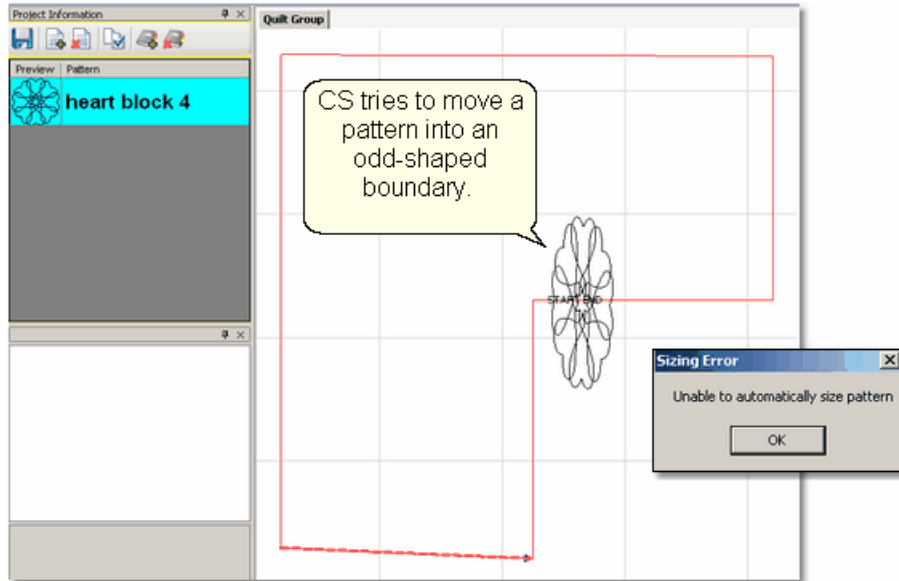 Project Information
Quilt Group
Preview Pattern
heart block 4
CS tries to move a
pattern into an
odd-shaped
boundary.
START END
Sizing Error
Unable to automatically size pattern
OK